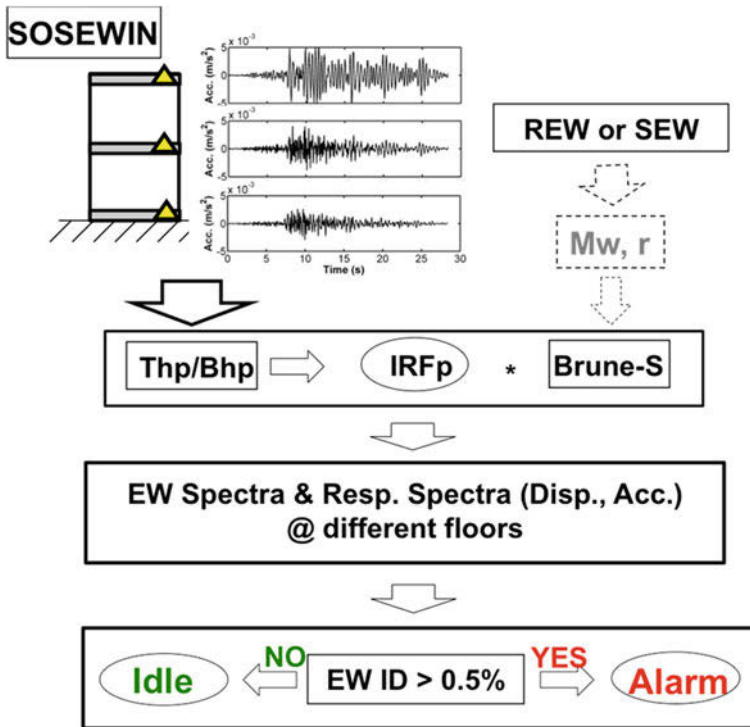 SOSEWIN
5 x 10⁻³
0
-5
Acc. (m/s²)
5 x 10⁻³
0
-5
Acc. (m/s²)
5 x 10⁻³
0
-5
Acc. (m/s²)
0 5 10 15 20 25 30
Time (s)
REW or SEW
Mw, r
Thp/Bhp
IRFp
*
Brune-S
EW Spectra & Resp. Spectra (Disp., Acc.)
@ different floors
Idle
NO
EW ID > 0.5%
YES
Alarm